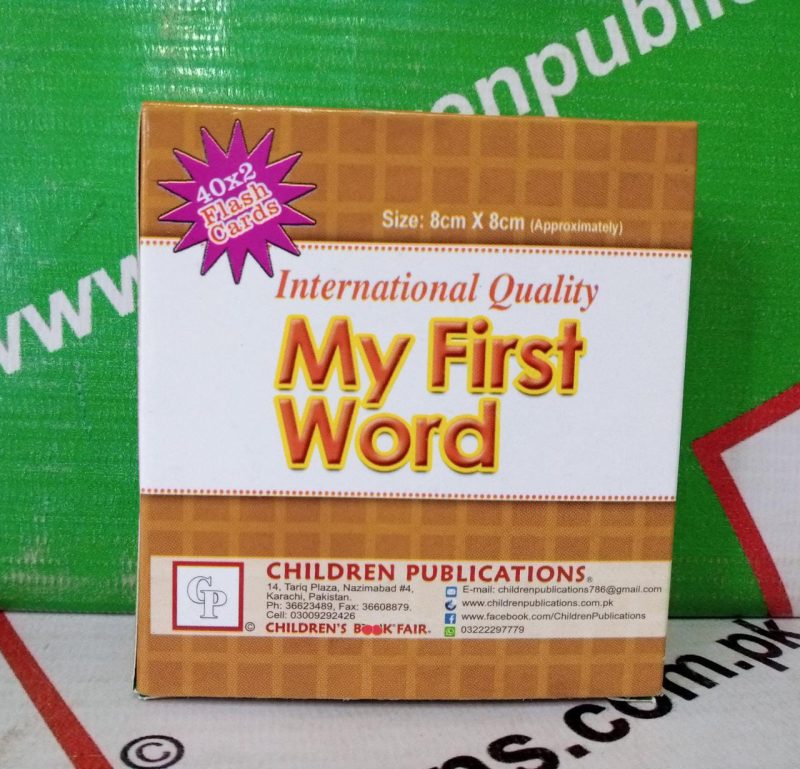 enpublic
www.
40x2
Flash
Cards
Size: 8cm X 8cm (Approximately)
International Quality
My First
Word
CP
CHILDREN PUBLICATIONS®
14, Tariq Plaza, Nazimabad #4,
Karachi, Pakistan.
Ph: 36623489, Fax: 36608879.
Cell: 03009292426
© CHILDREN'S BOOK FAIR®
E-mail: childrenpublications786@gmail.com
www.childrenpublications.com.pk
www.facebook.com/ChildrenPublications
03222297779
©
ns.com.pk